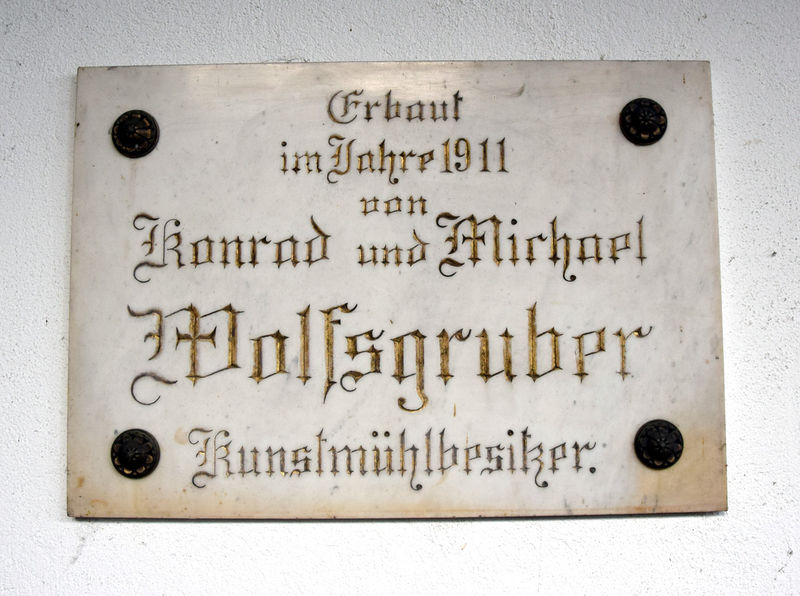 Erbaut
im Jahre 1911
von
Konrad und Michael
Wolfsgruber
Kunstmühlbesitzer.